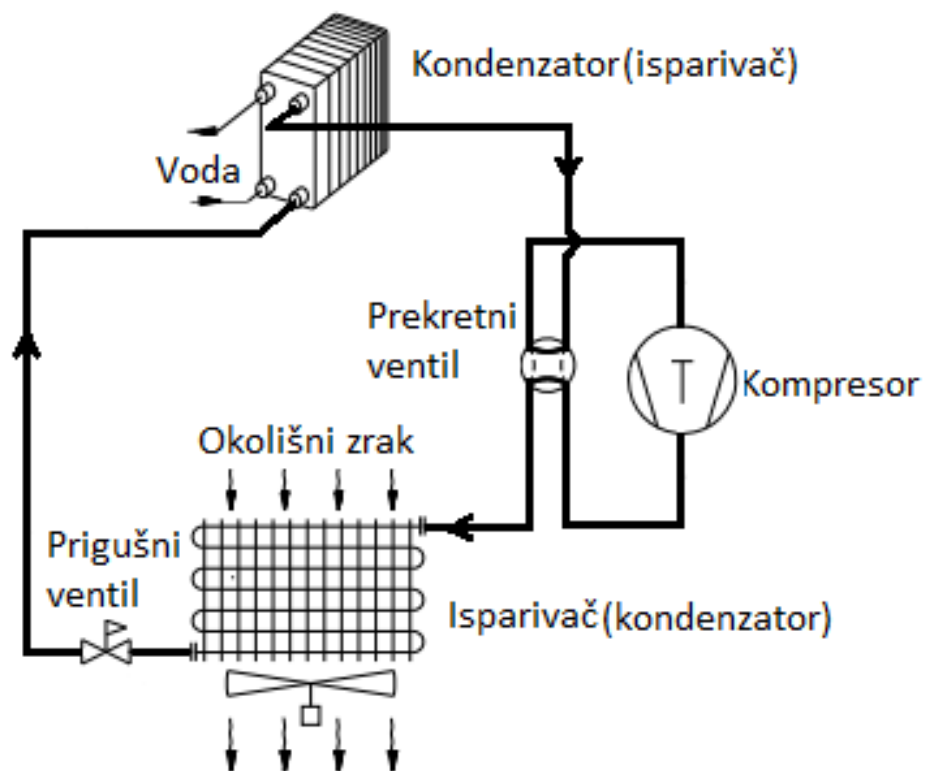 Kondenzator (isparivač)
Voda
Prekretni
ventil
Kompresor
Okolišni zrak
Prigušni
ventil
Isparivač (kondenzator)